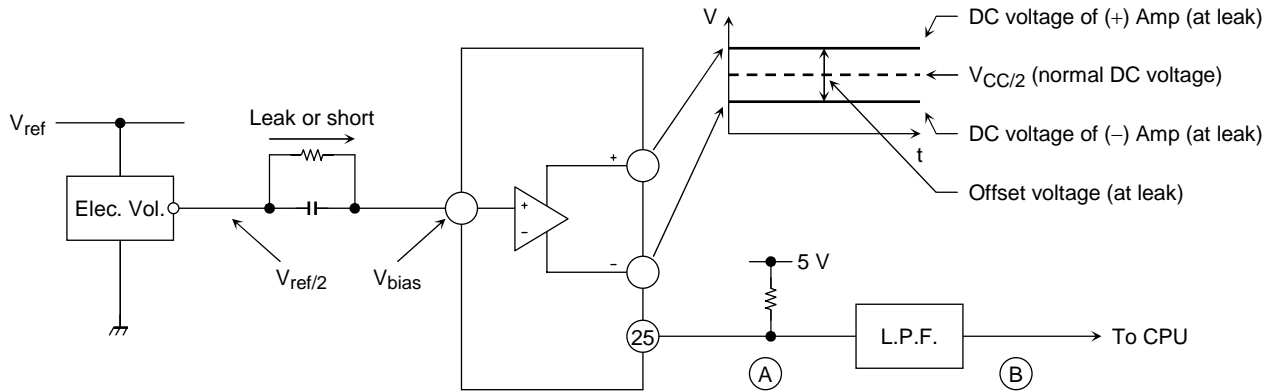 V
DC voltage of (+) Amp (at leak)
VCC/2 (normal DC voltage)
DC voltage of (−) Amp (at leak)
t
Offset voltage (at leak)
Vref
Leak or short
Elec. Vol.
Vref/2
Vbias
+
−
+
−
25
5 V
L.P.F.
To CPU
A
B